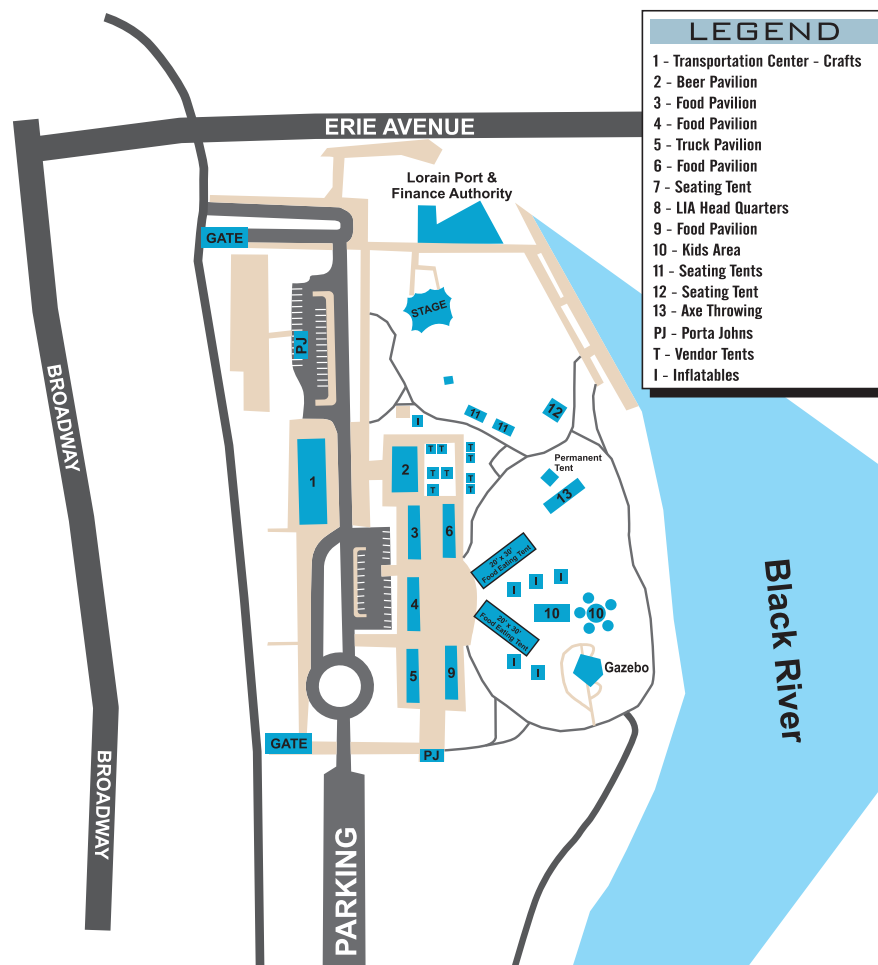 LEGEND
1 - Transportation Center - Crafts
2 - Beer Pavilion
3 - Food Pavilion
4 - Food Pavilion
5 - Truck Pavilion
6 - Food Pavilion
7 - Seating Tent
8 - LIA Head Quarters
9 - Food Pavilion
10 - Kids Area
11 - Seating Tents
12 - Seating Tent
13 - Axe Throwing
PJ - Porta Johns
T - Vendor Tents
I - Inflatables
ERIE AVENUE
Lorain Port &
Finance Authority
GATE
STAGE
PJ
BROADWAY
11
11
12
I
T
T
T
T
T
T
T
T
T
Permanent
Tent
1
2
13
3
6
20' x 30'
Food Eating Tent
I
I
I
4
10
10
20' x 30'
Food Eating Tent
Black River
5
9
I
I
Gazebo
GATE
PJ
BROADWAY
PARKING